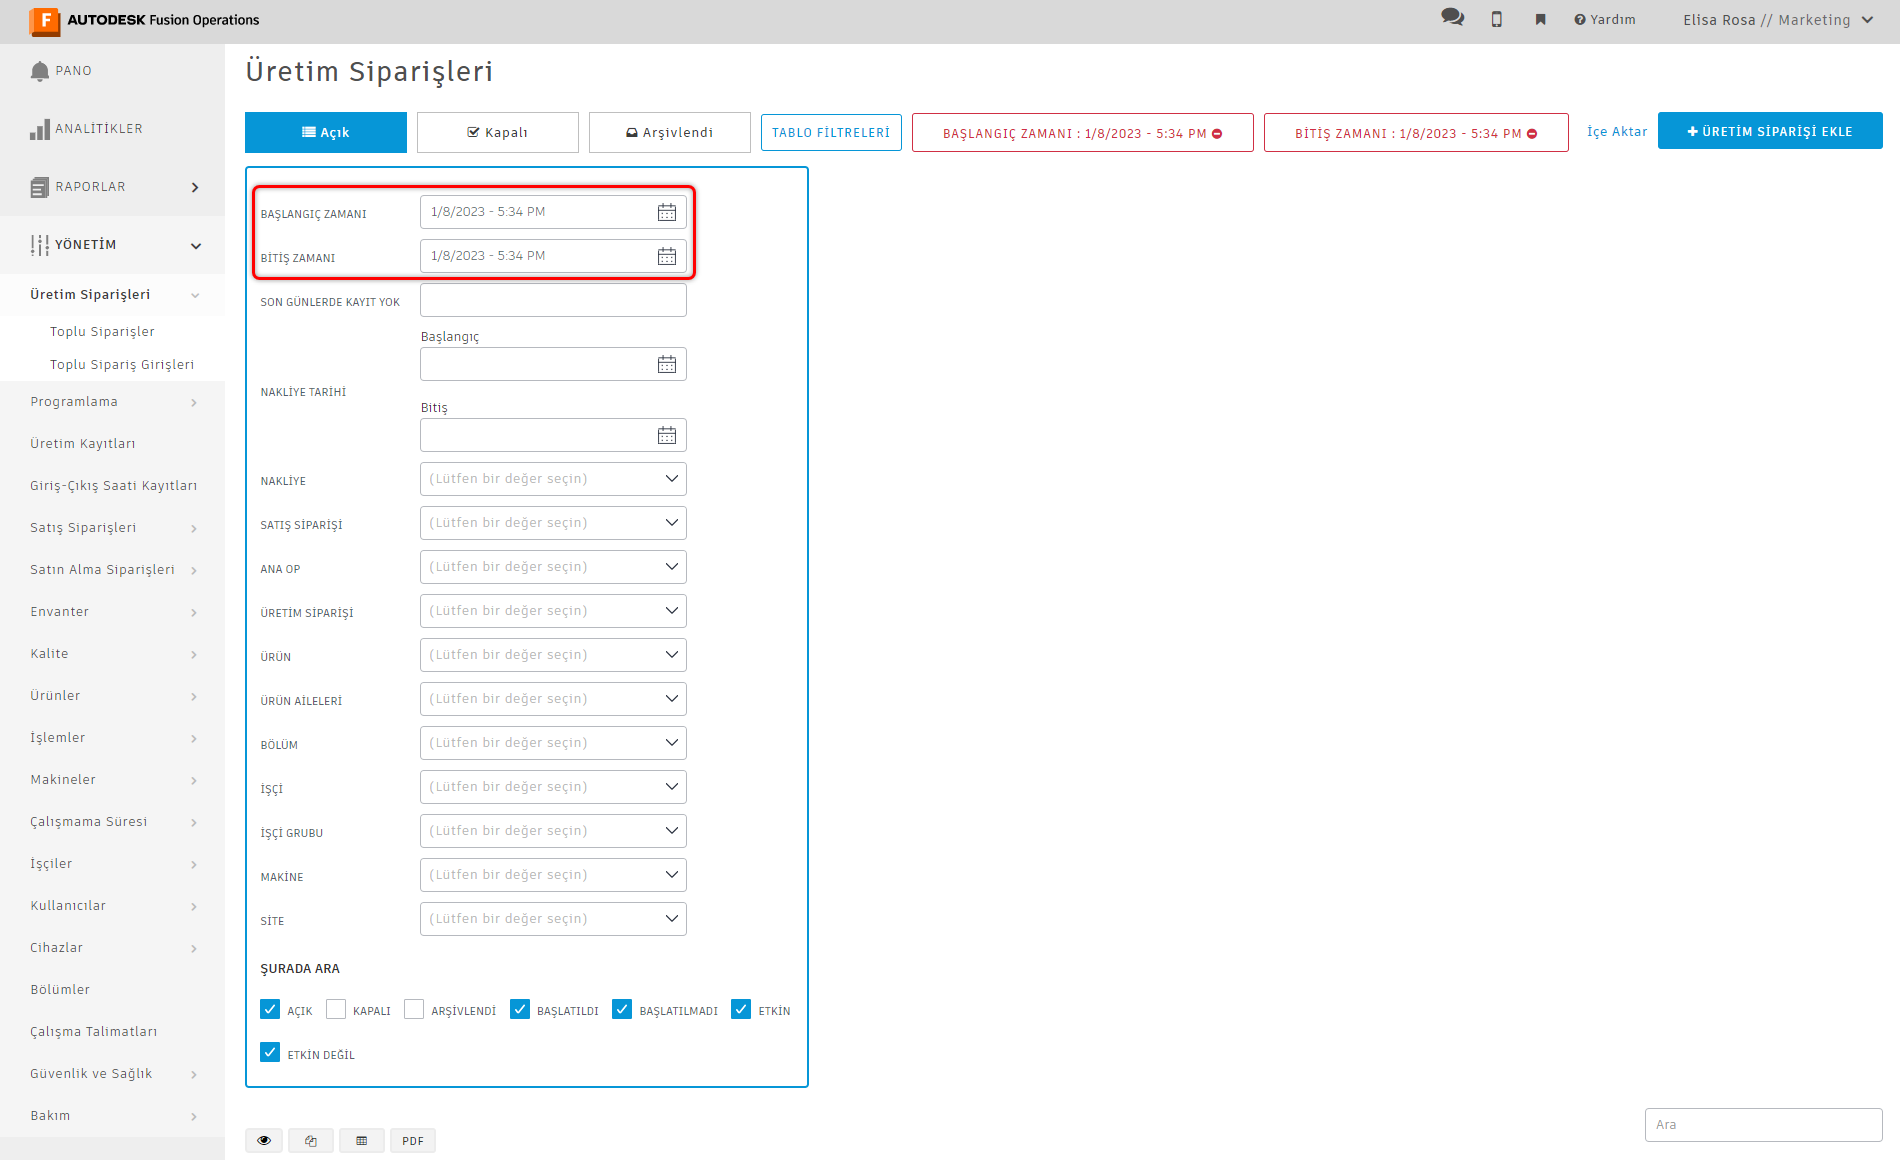 F AUTODESK Fusion Operations
Yardım
Elisa Rosa // Marketing
PANO
ANALİTİKLER
RAPORLAR
YÖNETİM
Üretim Siparişleri
Toplu Siparişler
Toplu Sipariş Girişleri
Programlama
Üretim Kayıtları
Giriş-Çıkış Saati Kayıtları
Satış Siparişleri
Satın Alma Siparişleri
Envanter
Kalite
Ürünler
İşlemler
Makineler
Çalışmama Süresi
İşçiler
Kullanıcılar
Cihazlar
Bölümler
Çalışma Talimatları
Güvenlik ve Sağlık
Bakım
Üretim Siparişleri
Açık
Kapalı
Arşivlendi
TABLO FİLTRELERİ
BAŞLANGIÇ ZAMANI : 1/8/2023 - 5:34 PM
BİTİŞ ZAMANI : 1/8/2023 - 5:34 PM
İçe Aktar
+ ÜRETİM SİPARİŞİ EKLE
BAŞLANGIÇ ZAMANI 1/8/2023 - 5:34 PM
BİTİŞ ZAMANI 1/8/2023 - 5:34 PM
SON GÜNLERDE KAYIT YOK
Başlangıç
NAKLİYE TARİHİ
Bitiş
NAKLİYE (Lütfen bir değer seçin)
SATIŞ SİPARİŞİ (Lütfen bir değer seçin)
ANA OP (Lütfen bir değer seçin)
ÜRETİM SİPARİŞİ (Lütfen bir değer seçin)
ÜRÜN (Lütfen bir değer seçin)
ÜRÜN AİLELERİ (Lütfen bir değer seçin)
BÖLÜM (Lütfen bir değer seçin)
İŞÇİ (Lütfen bir değer seçin)
İŞÇİ GRUBU (Lütfen bir değer seçin)
MAKİNE (Lütfen bir değer seçin)
SİTE (Lütfen bir değer seçin)
ŞURADA ARA
AÇIK KAPALI ARŞİVLENDİ BAŞLATILDI BAŞLATILMADI ETKİN
ETKİN DEĞİL
PDF
Ara